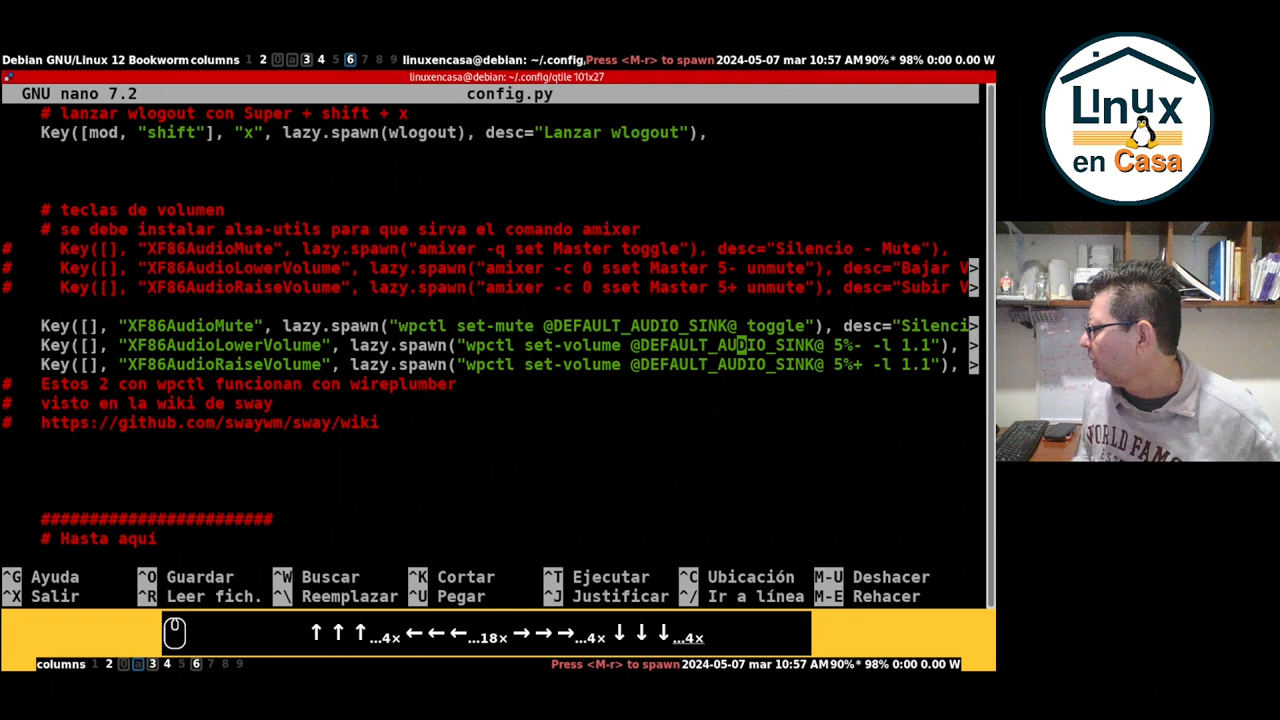 Debian GNU/Linux 12 Bookworm columns 1 2 0 a 3 4 5 6 7 8 9 linuxencasa@debian: ~/.config, Press <M-r> to spawn 2024-05-07 mar 10:57 AM 90%* 98% 0:00 0.00 W
linuxencasa@debian: ~/.config/qtile 101x27
GNU nano 7.2 config.py
# lanzar wlogout con Super + shift + x
Key([mod, "shift"], "x", lazy.spawn(wlogout), desc="Lanzar wlogout"),
# teclas de volumen
# se debe instalar alsa-utils para que sirva el comando amixer
# Key([], "XF86AudioMute", lazy.spawn("amixer -q set Master toggle"), desc="Silencio - Mute"),
# Key([], "XF86AudioLowerVolume", lazy.spawn("amixer -c 0 sset Master 5- unmute"), desc="Bajar V>
# Key([], "XF86AudioRaiseVolume", lazy.spawn("amixer -c 0 sset Master 5+ unmute"), desc="Subir V>
Key([], "XF86AudioMute", lazy.spawn("wpctl set-mute @DEFAULT_AUDIO_SINK@ toggle"), desc="Silenci>
Key([], "XF86AudioLowerVolume", lazy.spawn("wpctl set-volume @DEFAULT_AUDIO_SINK@ 5%- -l 1.1"), >
Key([], "XF86AudioRaiseVolume", lazy.spawn("wpctl set-volume @DEFAULT_AUDIO_SINK@ 5%+ -l 1.1"), >
# Estos 2 con wpctl funcionan con wireplumber
# visto en la wiki de sway
# https://github.com/swaywm/sway/wiki
########################
# Hasta aquí
^G Ayuda ^O Guardar ^W Buscar ^K Cortar ^T Ejecutar ^C Ubicación M-U Deshacer
^X Salir ^R Leer fich. ^\ Reemplazar ^U Pegar ^J Justificar ^/ Ir a línea M-E Rehacer
↑ ↑ ↑ ...4× ← ← ← ...18× → → → ...4× ↓ ↓ ↓ ...4×
columns 1 2 0 a 3 4 5 6 7 8 9 Press <M-r> to spawn 2024-05-07 mar 10:57 AM 90%* 98% 0:00 0.00 W
LInux
en Casa
WORLD FAMO